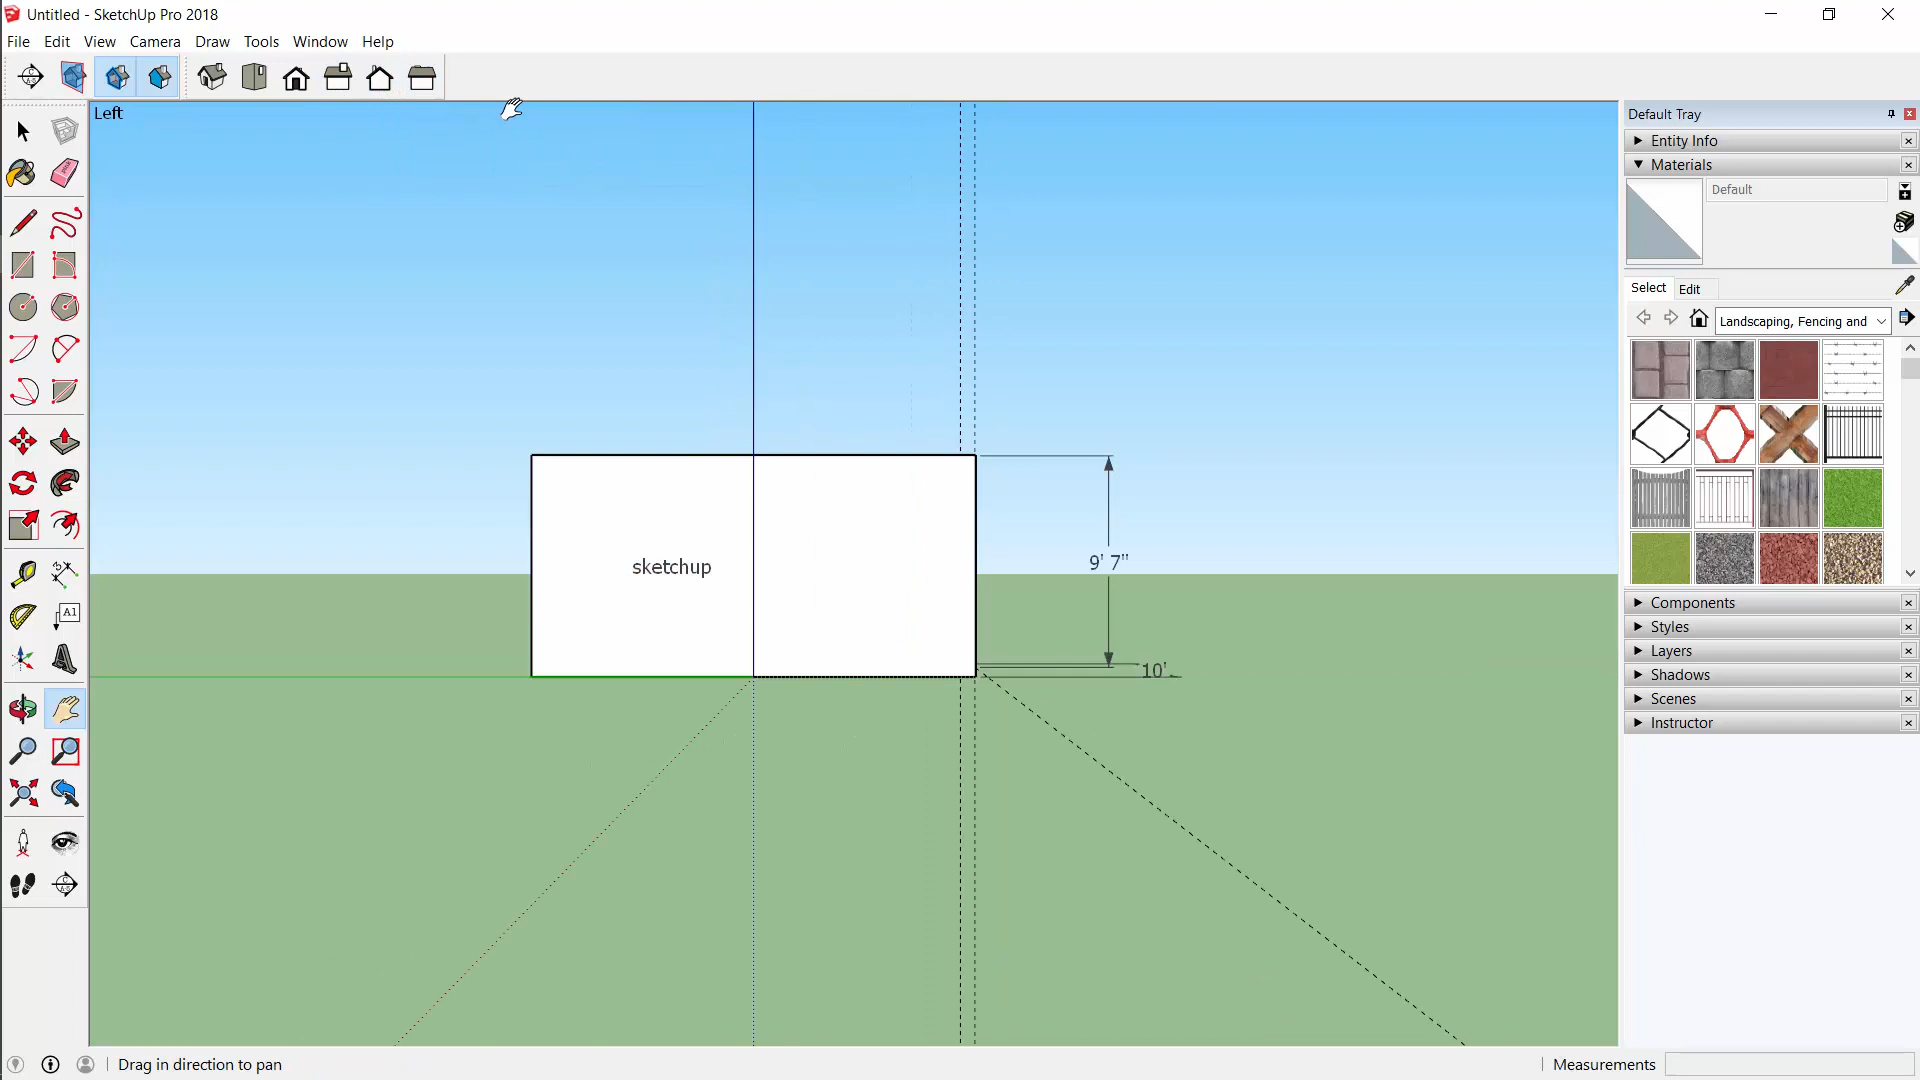 Untitled - SketchUp Pro 2018
File Edit View Camera Draw Tools Window Help
Left
Default Tray
Entity Info
Materials
Default
Select Edit
Landscaping, Fencing and
sketchup
9' 7"
10'
A1
Components
Styles
Layers
Shadows
Scenes
Instructor
Drag in direction to pan
Measurements